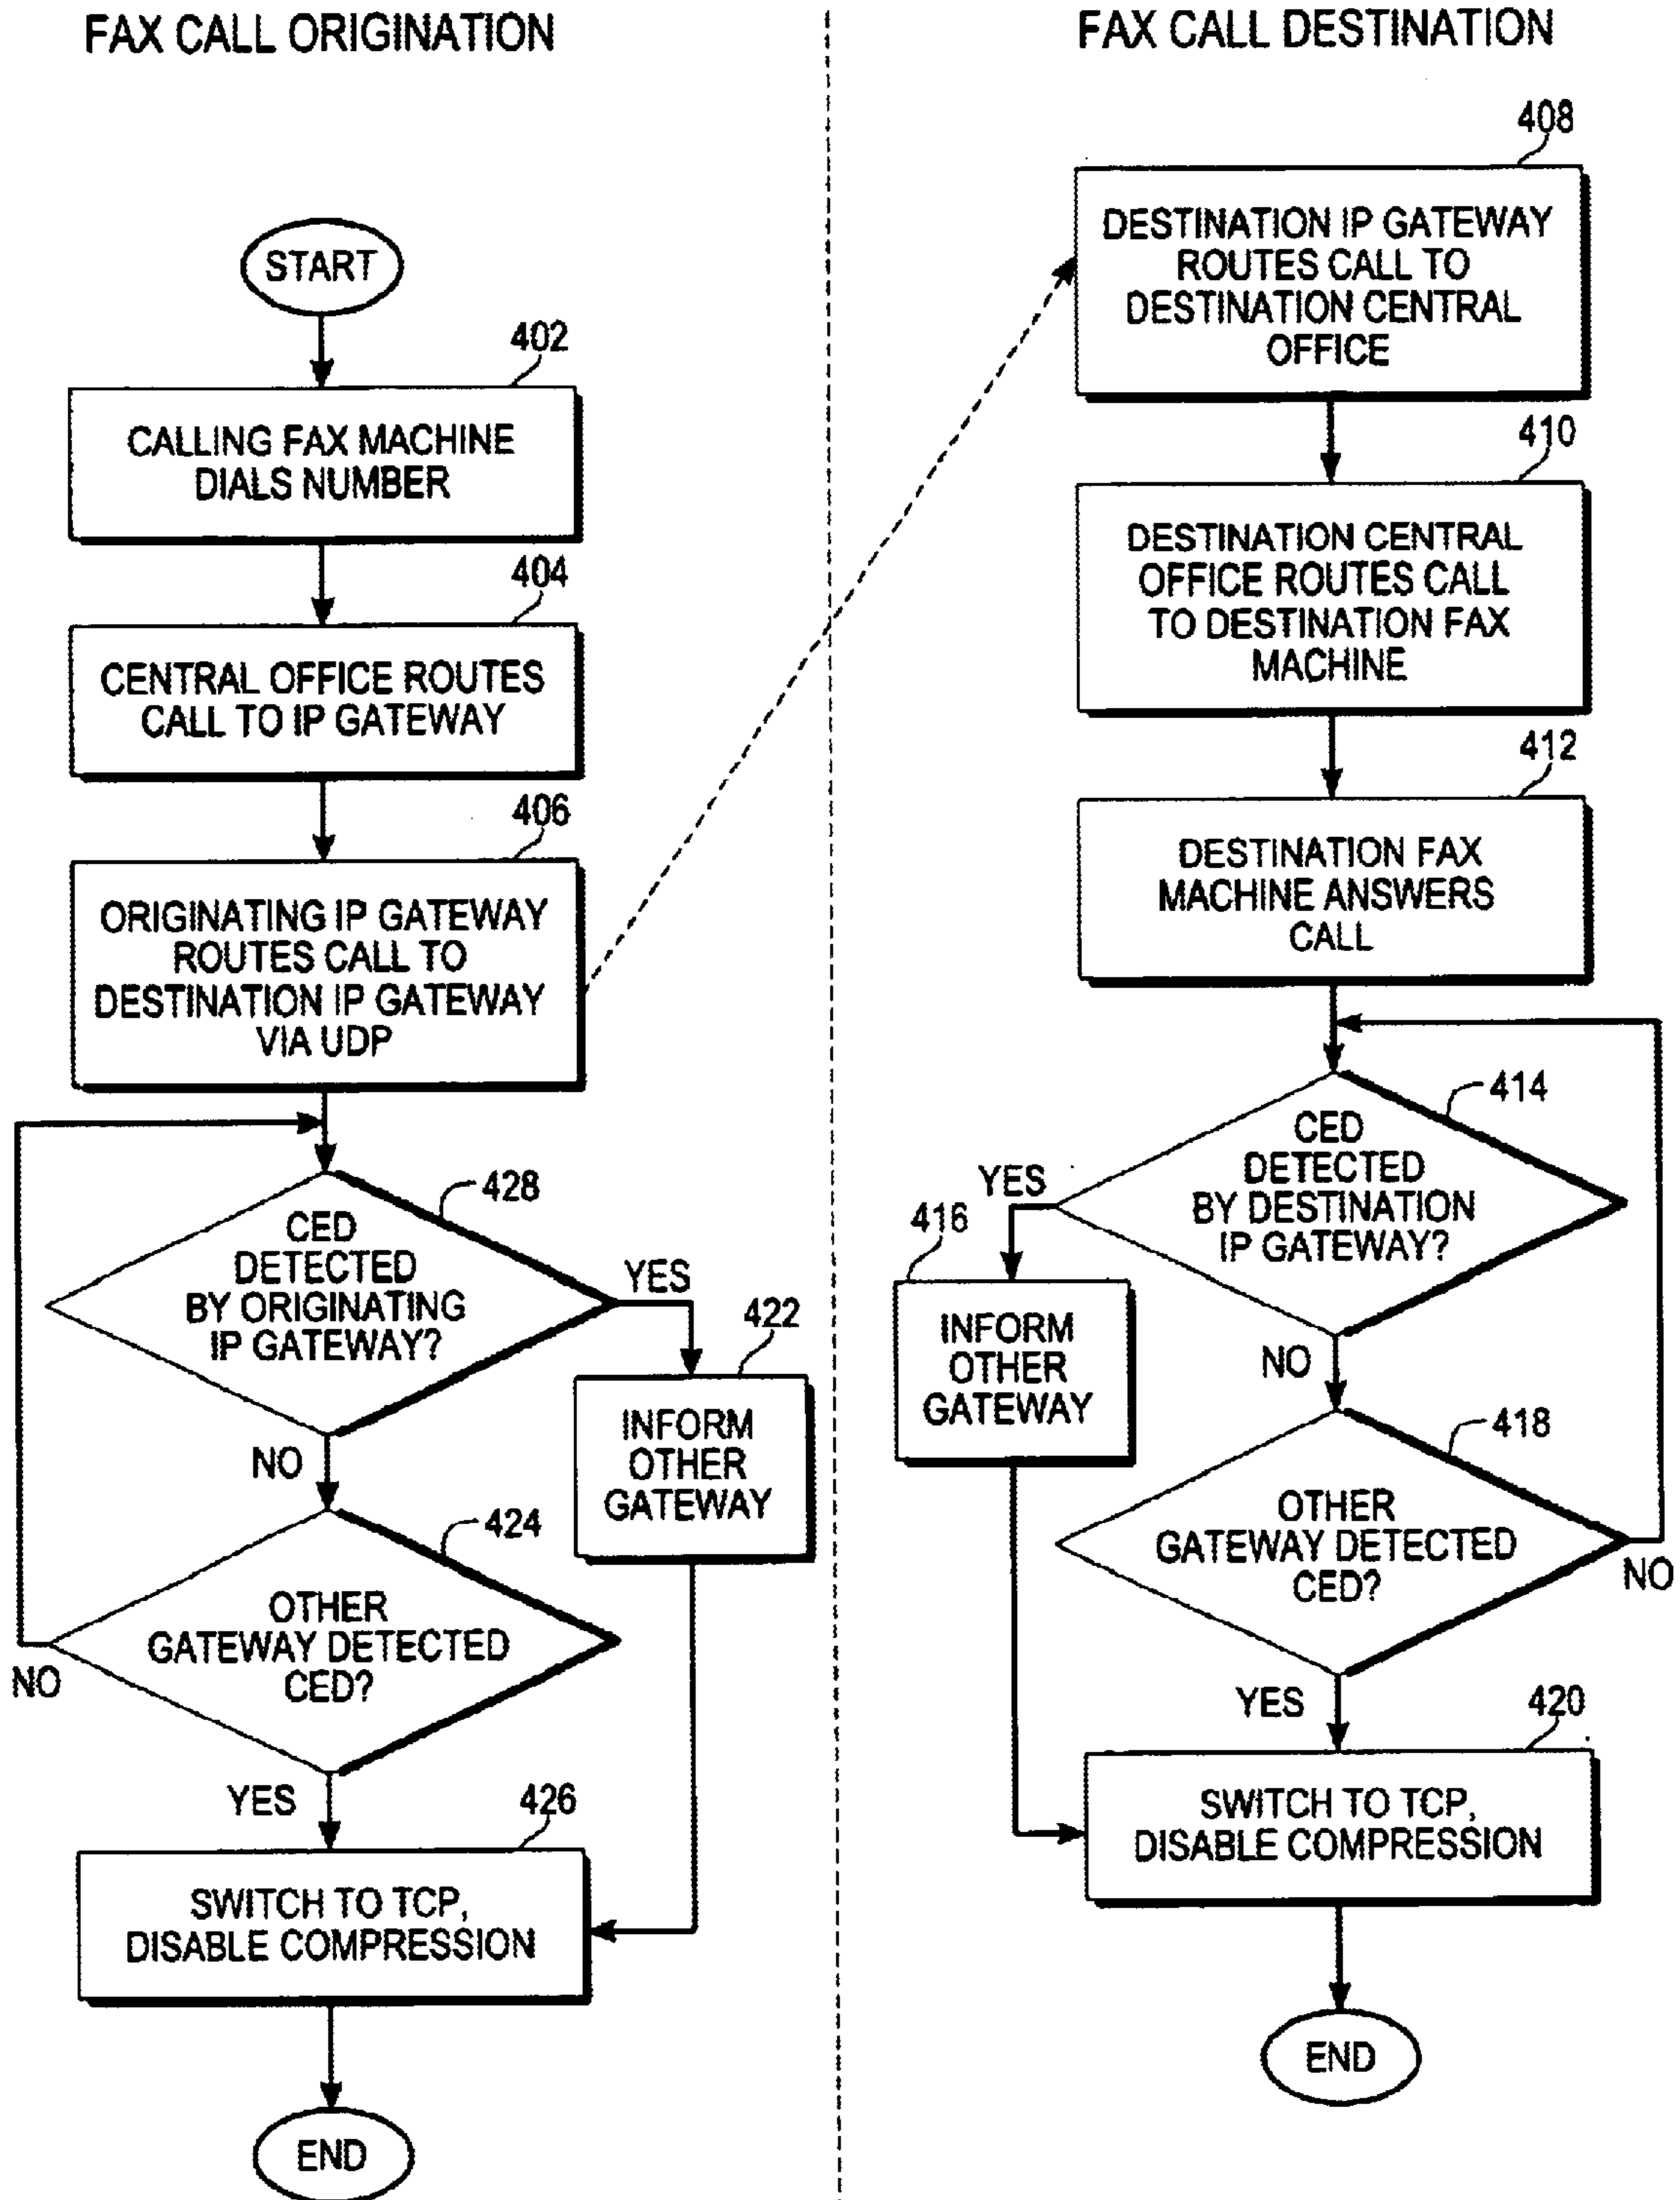 FAX CALL ORIGINATION
START
402
CALLING FAX MACHINE
DIALS NUMBER
404
CENTRAL OFFICE ROUTES
CALL TO IP GATEWAY
406
ORIGINATING IP GATEWAY
ROUTES CALL TO
DESTINATION IP GATEWAY
VIA UDP
428
CED
DETECTED
BY ORIGINATING
IP GATEWAY?
YES
422
INFORM
OTHER
GATEWAY
NO
424
OTHER
GATEWAY DETECTED
CED?
NO
YES
426
SWITCH TO TCP,
DISABLE COMPRESSION
END
FAX CALL DESTINATION
408
DESTINATION IP GATEWAY
ROUTES CALL TO
DESTINATION CENTRAL
OFFICE
410
DESTINATION CENTRAL
OFFICE ROUTES CALL
TO DESTINATION FAX
MACHINE
412
DESTINATION FAX
MACHINE ANSWERS
CALL
414
CED
DETECTED
BY DESTINATION
IP GATEWAY?
YES
416
INFORM
OTHER
GATEWAY
NO
418
OTHER
GATEWAY DETECTED
CED?
NO
YES
420
SWITCH TO TCP,
DISABLE COMPRESSION
END